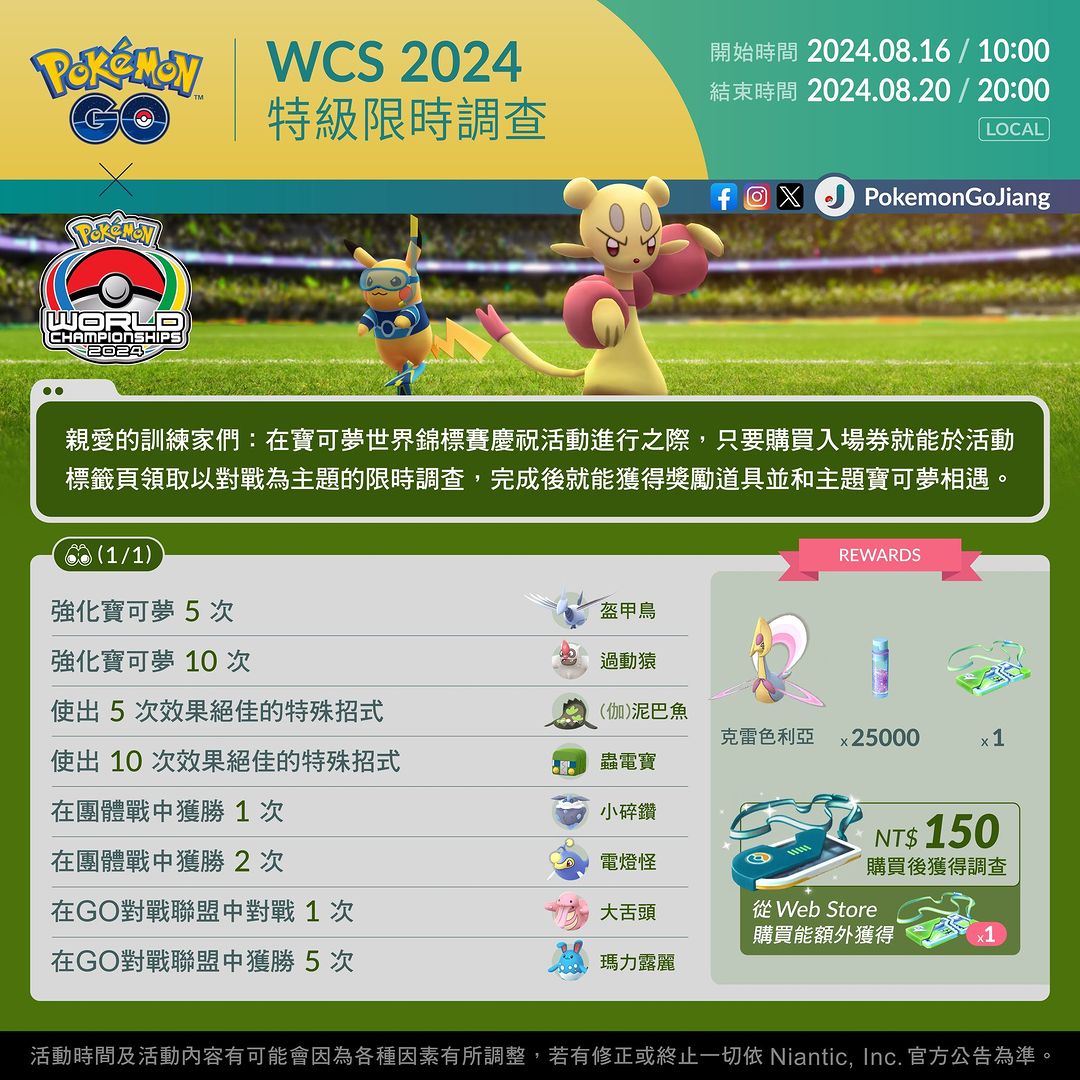 POKÉMON
GO
WCS 2024
特級限時調查
開始時間 2024.08.16 / 10:00
結束時間 2024.08.20 / 20:00
LOCAL
PokemonGoJiang
POKÉMON
WORLD
CHAMPIONSHIPS
2024
親愛的訓練家們：在寶可夢世界錦標賽慶祝活動進行之際，只要購買入場券就能於活動
標籤頁領取以對戰為主題的限時調查，完成後就能獲得獎勵道具並和主題寶可夢相遇。
(1/1)
強化寶可夢 5 次 盔甲鳥
強化寶可夢 10 次 過動猿
使出 5 次效果絕佳的特殊招式 (伽)泥巴魚
使出 10 次效果絕佳的特殊招式 蟲電寶
在團體戰中獲勝 1 次 小碎鑽
在團體戰中獲勝 2 次 電燈怪
在GO對戰聯盟中對戰 1 次 大舌頭
在GO對戰聯盟中獲勝 5 次 瑪力露麗
REWARDS
克雷色利亞 x25000 x1
NT$ 150
購買後獲得調查
從 Web Store
購買能額外獲得 x1
活動時間及活動內容有可能會因為各種因素有所調整，若有修正或終止一切依 Niantic, Inc. 官方公告為準。